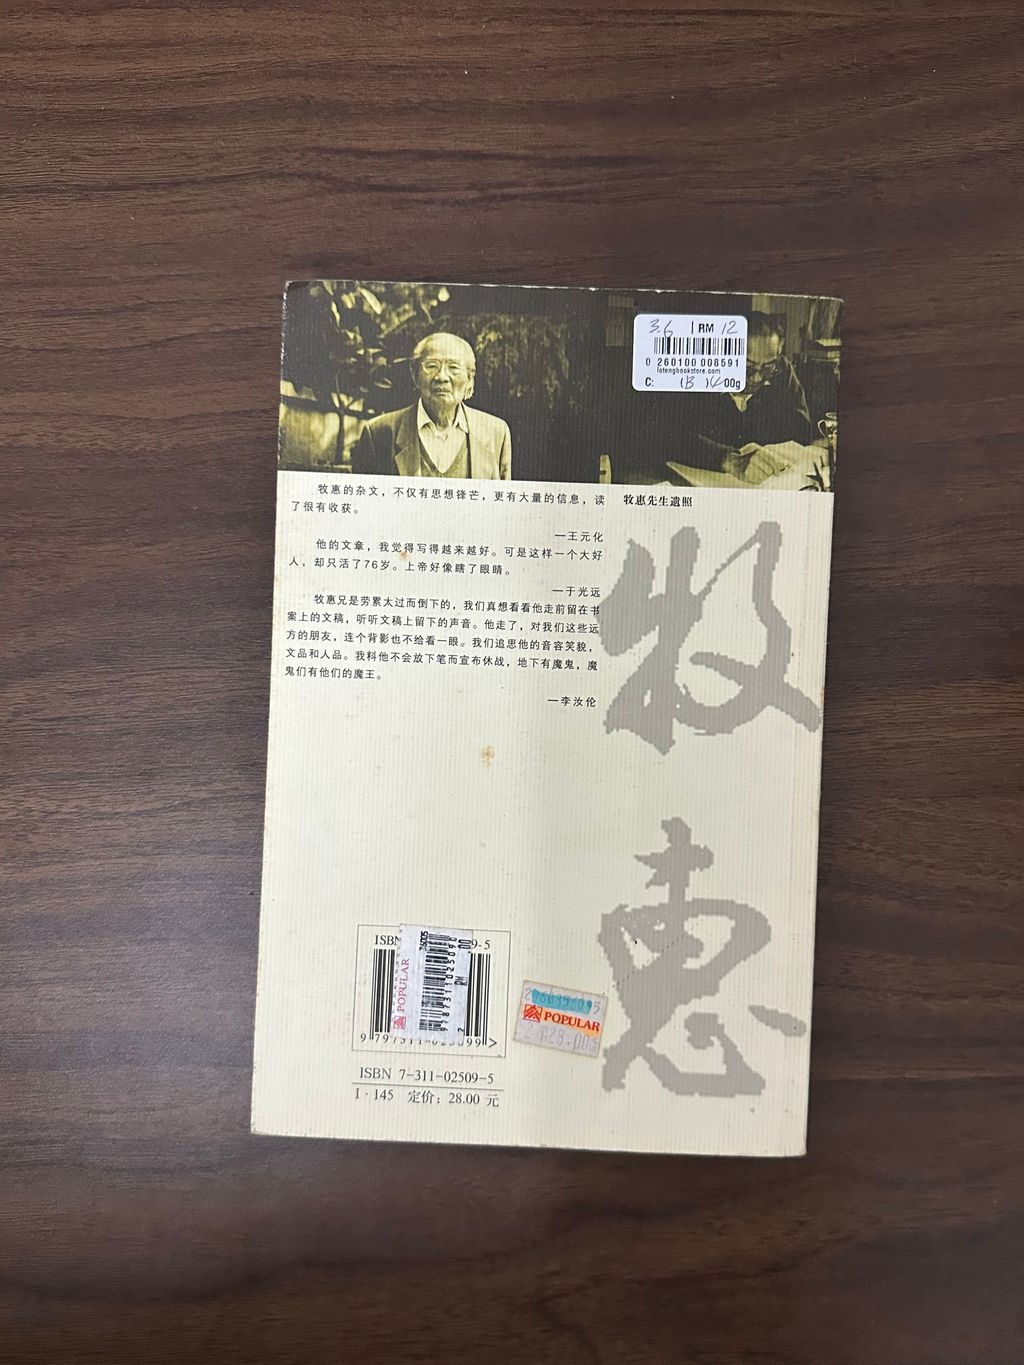 3.6 | RM 12
0 260100 008591
lotengbookstore.com
C: (B) 400g
牧惠的杂文，不仅有思想锋芒，更有大量的信息，读
了很有收获。
—王元化
他的文章，我觉得写得越来越好。可是这样一个大好
人，却只活了76岁。上帝好像瞎了眼睛。
—于光远
牧惠兄是劳累太过而倒下的，我们真想看看他走前留在书
案上的文稿，听听文稿上留下的声音。他走了，对我们这些远
方的朋友，连个背影也不给看一眼。我们追思他的音容笑貌，
文品和人品。我料他不会放下笔而宣布休战，地下有魔鬼，魔
鬼们有他们的魔王。
—李汝伦
牧惠先生遗照
牧
惠
ISBN 9-5
POPULAR
9787311025098
RM
POPULAR
28.00
ISBN 7-311-02509-5
I·145 定价：28.00 元